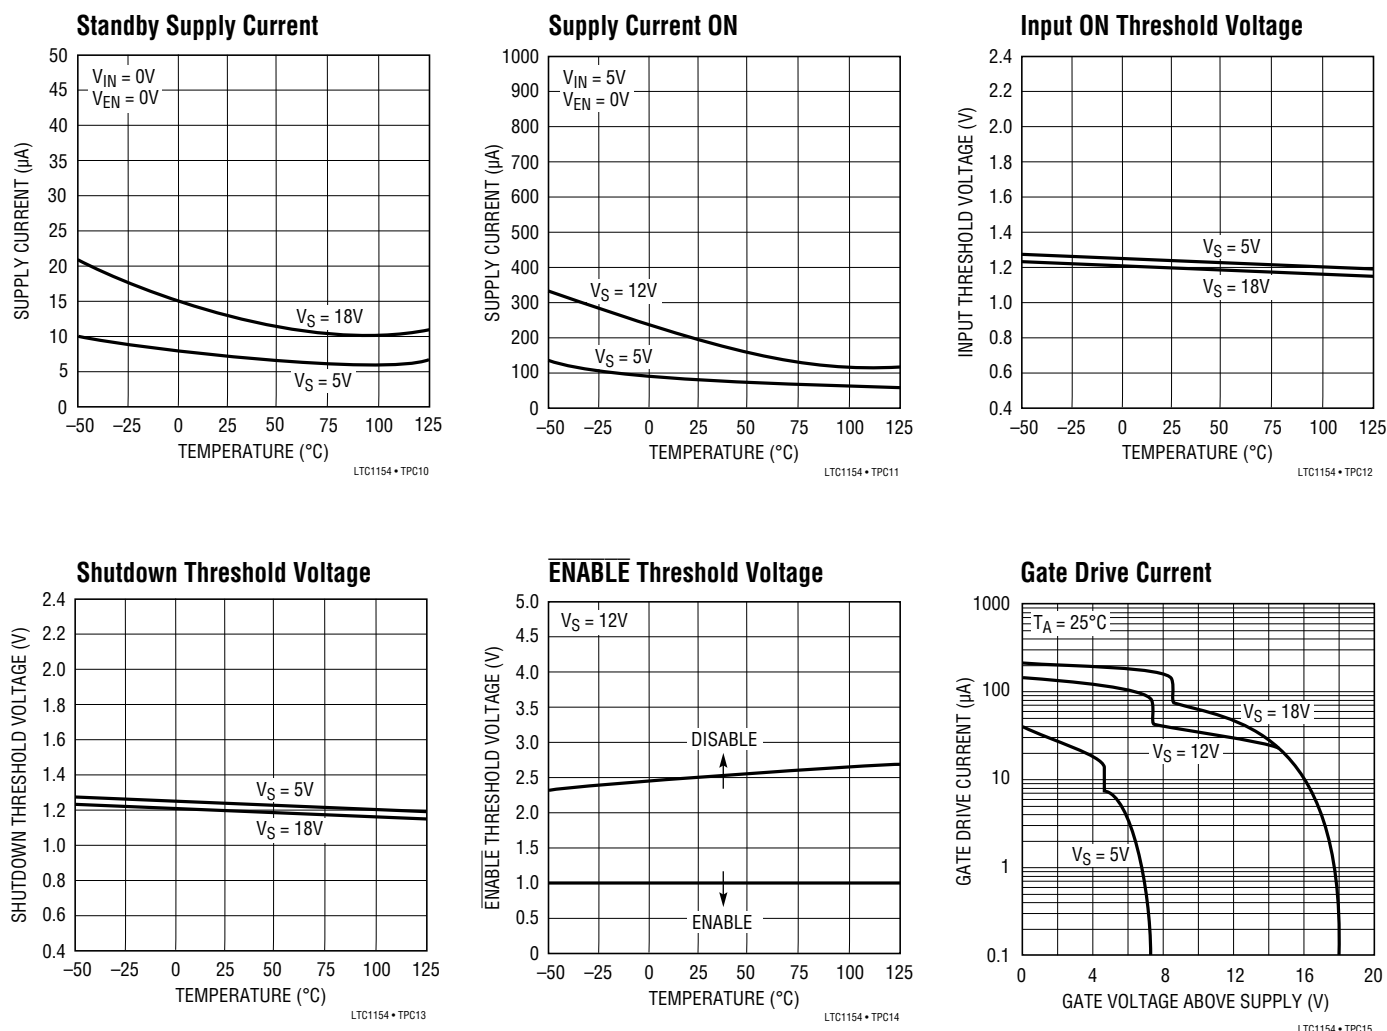 Standby Supply Current
50
45
40
35
30
25
20
15
10
5
0
SUPPLY CURRENT (µA)
VIN = 0V
VEN = 0V
VS = 18V
VS = 5V
–50 –25 0 25 50 75 100 125
TEMPERATURE (°C)
LTC1154 • TPC10
Supply Current ON
1000
900
800
700
600
500
400
300
200
100
0
SUPPLY CURRENT (µA)
VIN = 5V
VEN = 0V
VS = 12V
VS = 5V
–50 –25 0 25 50 75 100 125
TEMPERATURE (°C)
LTC1154 • TPC11
Input ON Threshold Voltage
2.4
2.2
2.0
1.8
1.6
1.4
1.2
1.0
0.8
0.6
0.4
INPUT THRESHOLD VOLTAGE (V)
VS = 5V
VS = 18V
–50 –25 0 25 50 75 100 125
TEMPERATURE (°C)
LTC1154 • TPC12
Shutdown Threshold Voltage
2.4
2.2
2.0
1.8
1.6
1.4
1.2
1.0
0.8
0.6
0.4
SHUTDOWN THRESHOLD VOLTAGE (V)
VS = 5V
VS = 18V
–50 –25 0 25 50 75 100 125
TEMPERATURE (°C)
LTC1154 • TPC13
ENABLE Threshold Voltage
5.0
4.5
4.0
3.5
3.0
2.5
2.0
1.5
1.0
0.5
0
ENABLE THRESHOLD VOLTAGE (V)
VS = 12V
DISABLE
ENABLE
–50 –25 0 25 50 75 100 125
TEMPERATURE (°C)
LTC1154 • TPC14
Gate Drive Current
1000
100
10
1
0.1
GATE DRIVE CURRENT (µA)
TA = 25°C
VS = 18V
VS = 12V
VS = 5V
0 4 8 12 16 20
GATE VOLTAGE ABOVE SUPPLY (V)
LTC1154 • TPC15